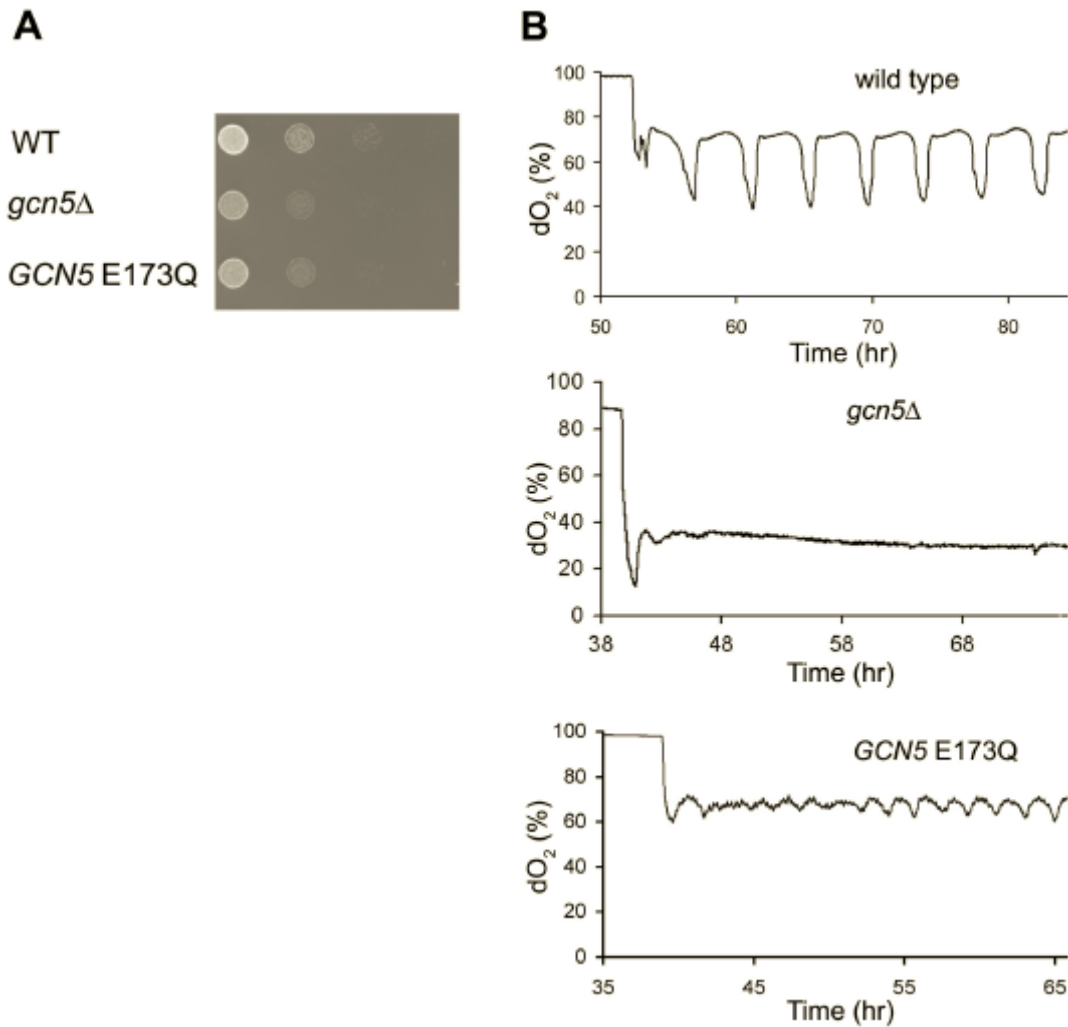 A
WT
gcn5Δ
GCN5 E173Q
B
wild type
100
80
60
40
20
0
dO2 (%)
50 60 70 80
Time (hr)
gcn5Δ
100
80
60
40
20
0
dO2 (%)
38 48 58 68
Time (hr)
GCN5 E173Q
100
80
60
40
20
0
dO2 (%)
35 45 55 65
Time (hr)